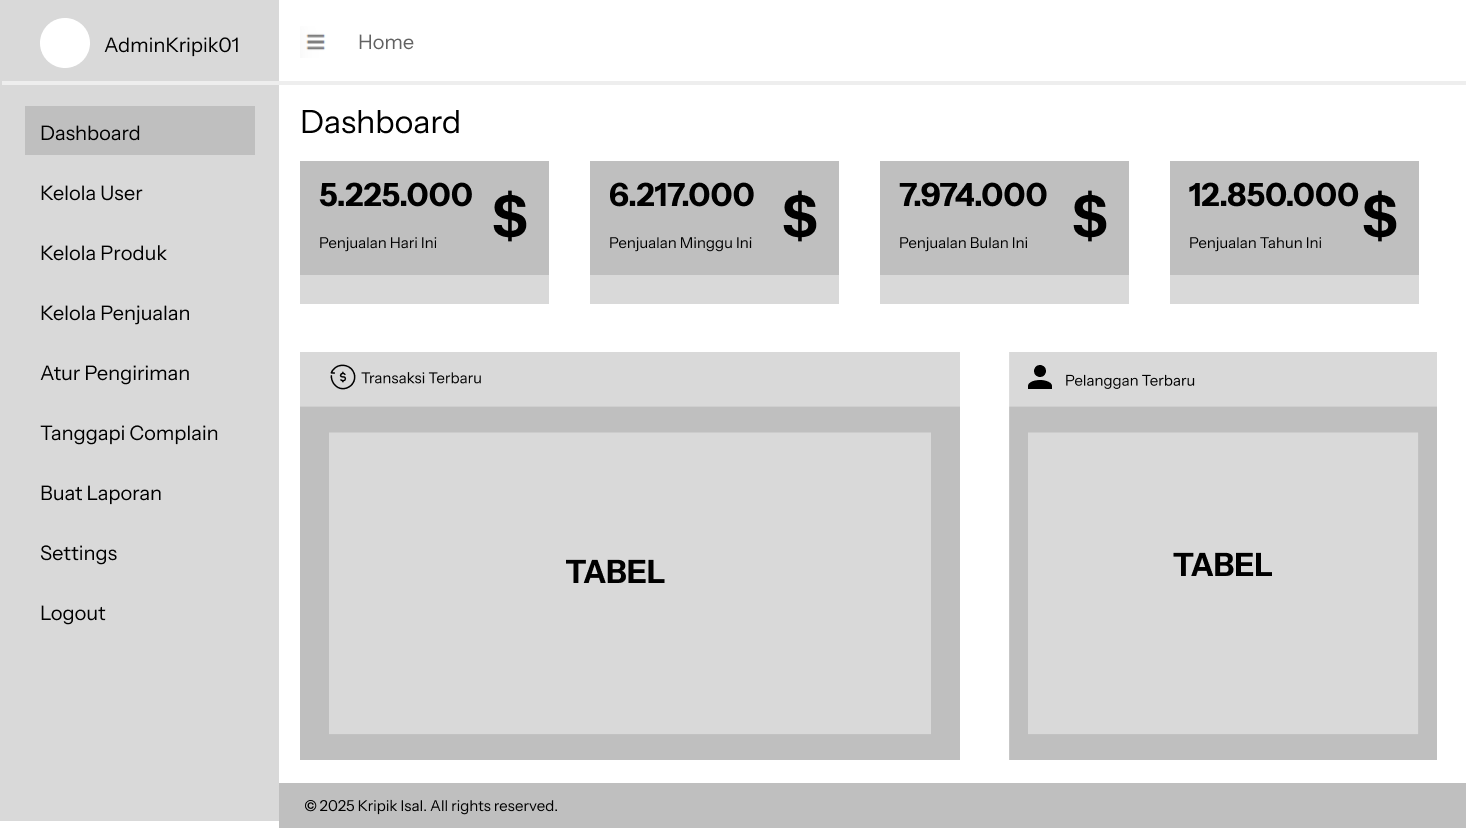 AdminKripik01
Home
Dashboard
Kelola User
Kelola Produk
Kelola Penjualan
Atur Pengiriman
Tanggapi Complain
Buat Laporan
Settings
Logout
Dashboard
5.225.000 $
Penjualan Hari Ini
6.217.000 $
Penjualan Minggu Ini
7.974.000 $
Penjualan Bulan Ini
12.850.000 $
Penjualan Tahun Ini
$ Transaksi Terbaru
TABEL
Pelanggan Terbaru
TABEL
© 2025 Kripik Isal. All rights reserved.